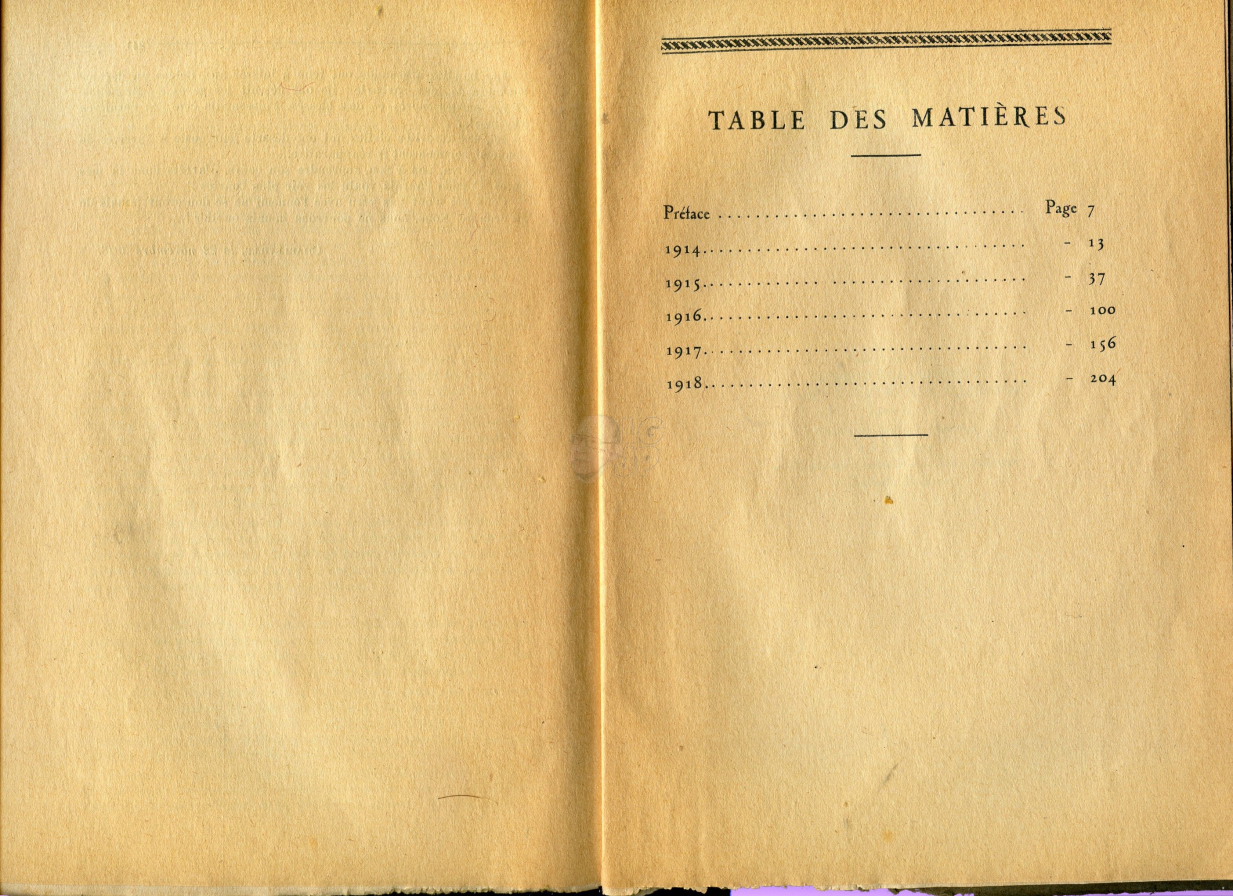 TABLE DES MATIÈRES
Préface .................................. Page 7
1914.................................. - 13
1915.................................. - 37
1916.................................. - 100
1917.................................. - 156
1918.................................. - 204